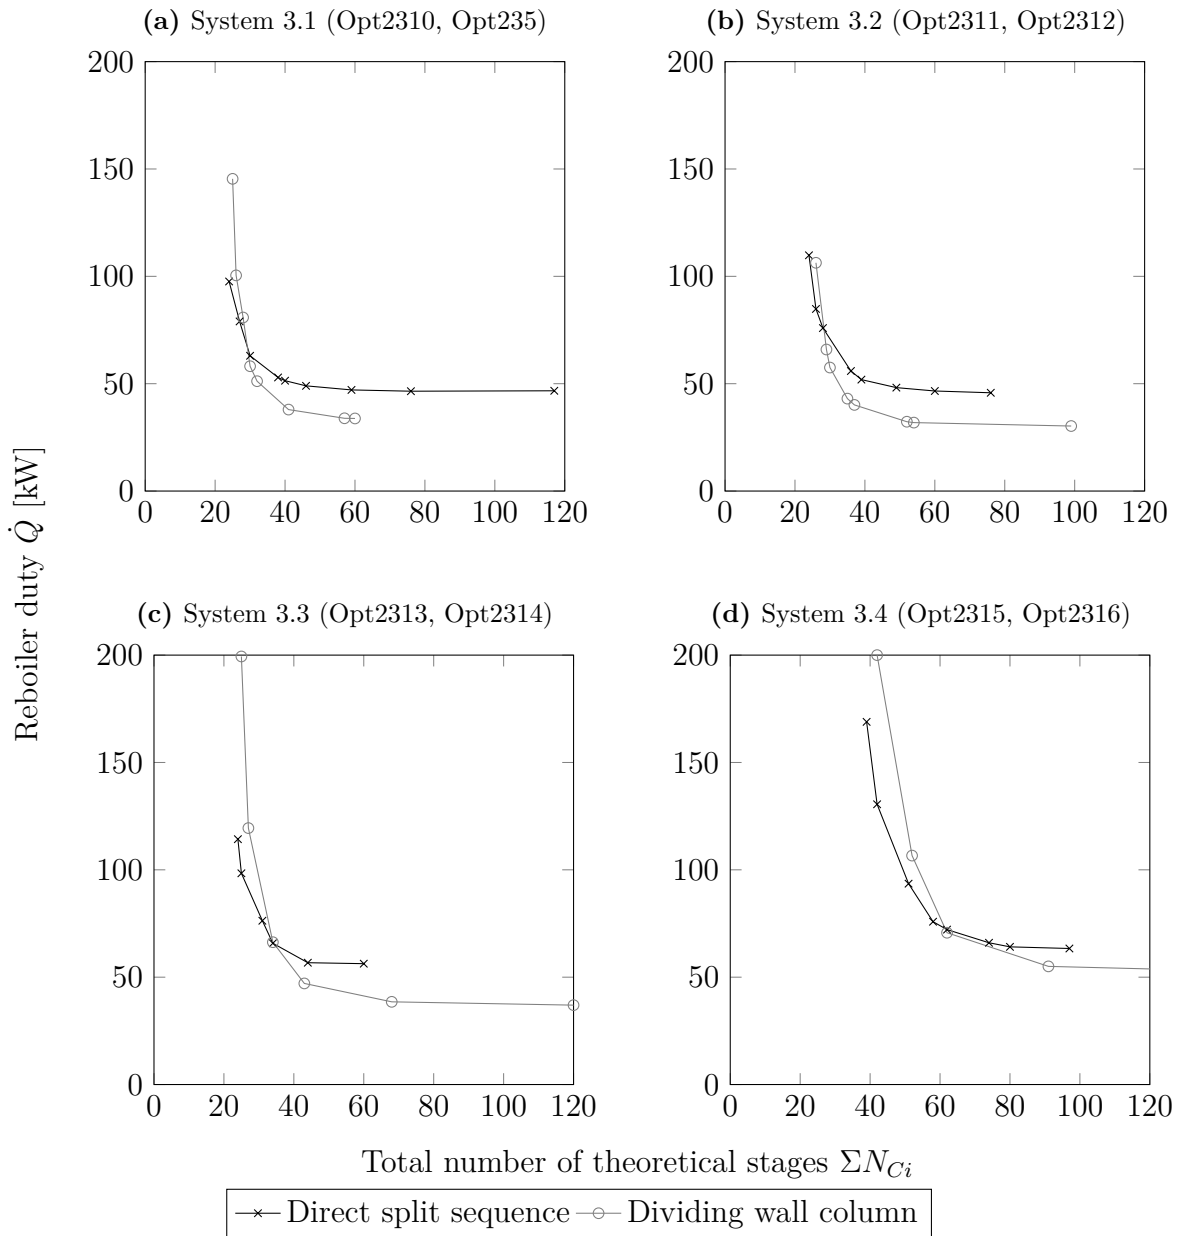 (a) System 3.1 (Opt2310, Opt235)
200
150
100
50
0
0 20 40 60 80 100 120
(b) System 3.2 (Opt2311, Opt2312)
200
150
100
50
0
0 20 40 60 80 100 120
Reboiler duty Q̇ [kW]
(c) System 3.3 (Opt2313, Opt2314)
200
150
100
50
0
0 20 40 60 80 100 120
(d) System 3.4 (Opt2315, Opt2316)
200
150
100
50
0
0 20 40 60 80 100 120
Total number of theoretical stages ΣN_{Ci}
Direct split sequence Dividing wall column